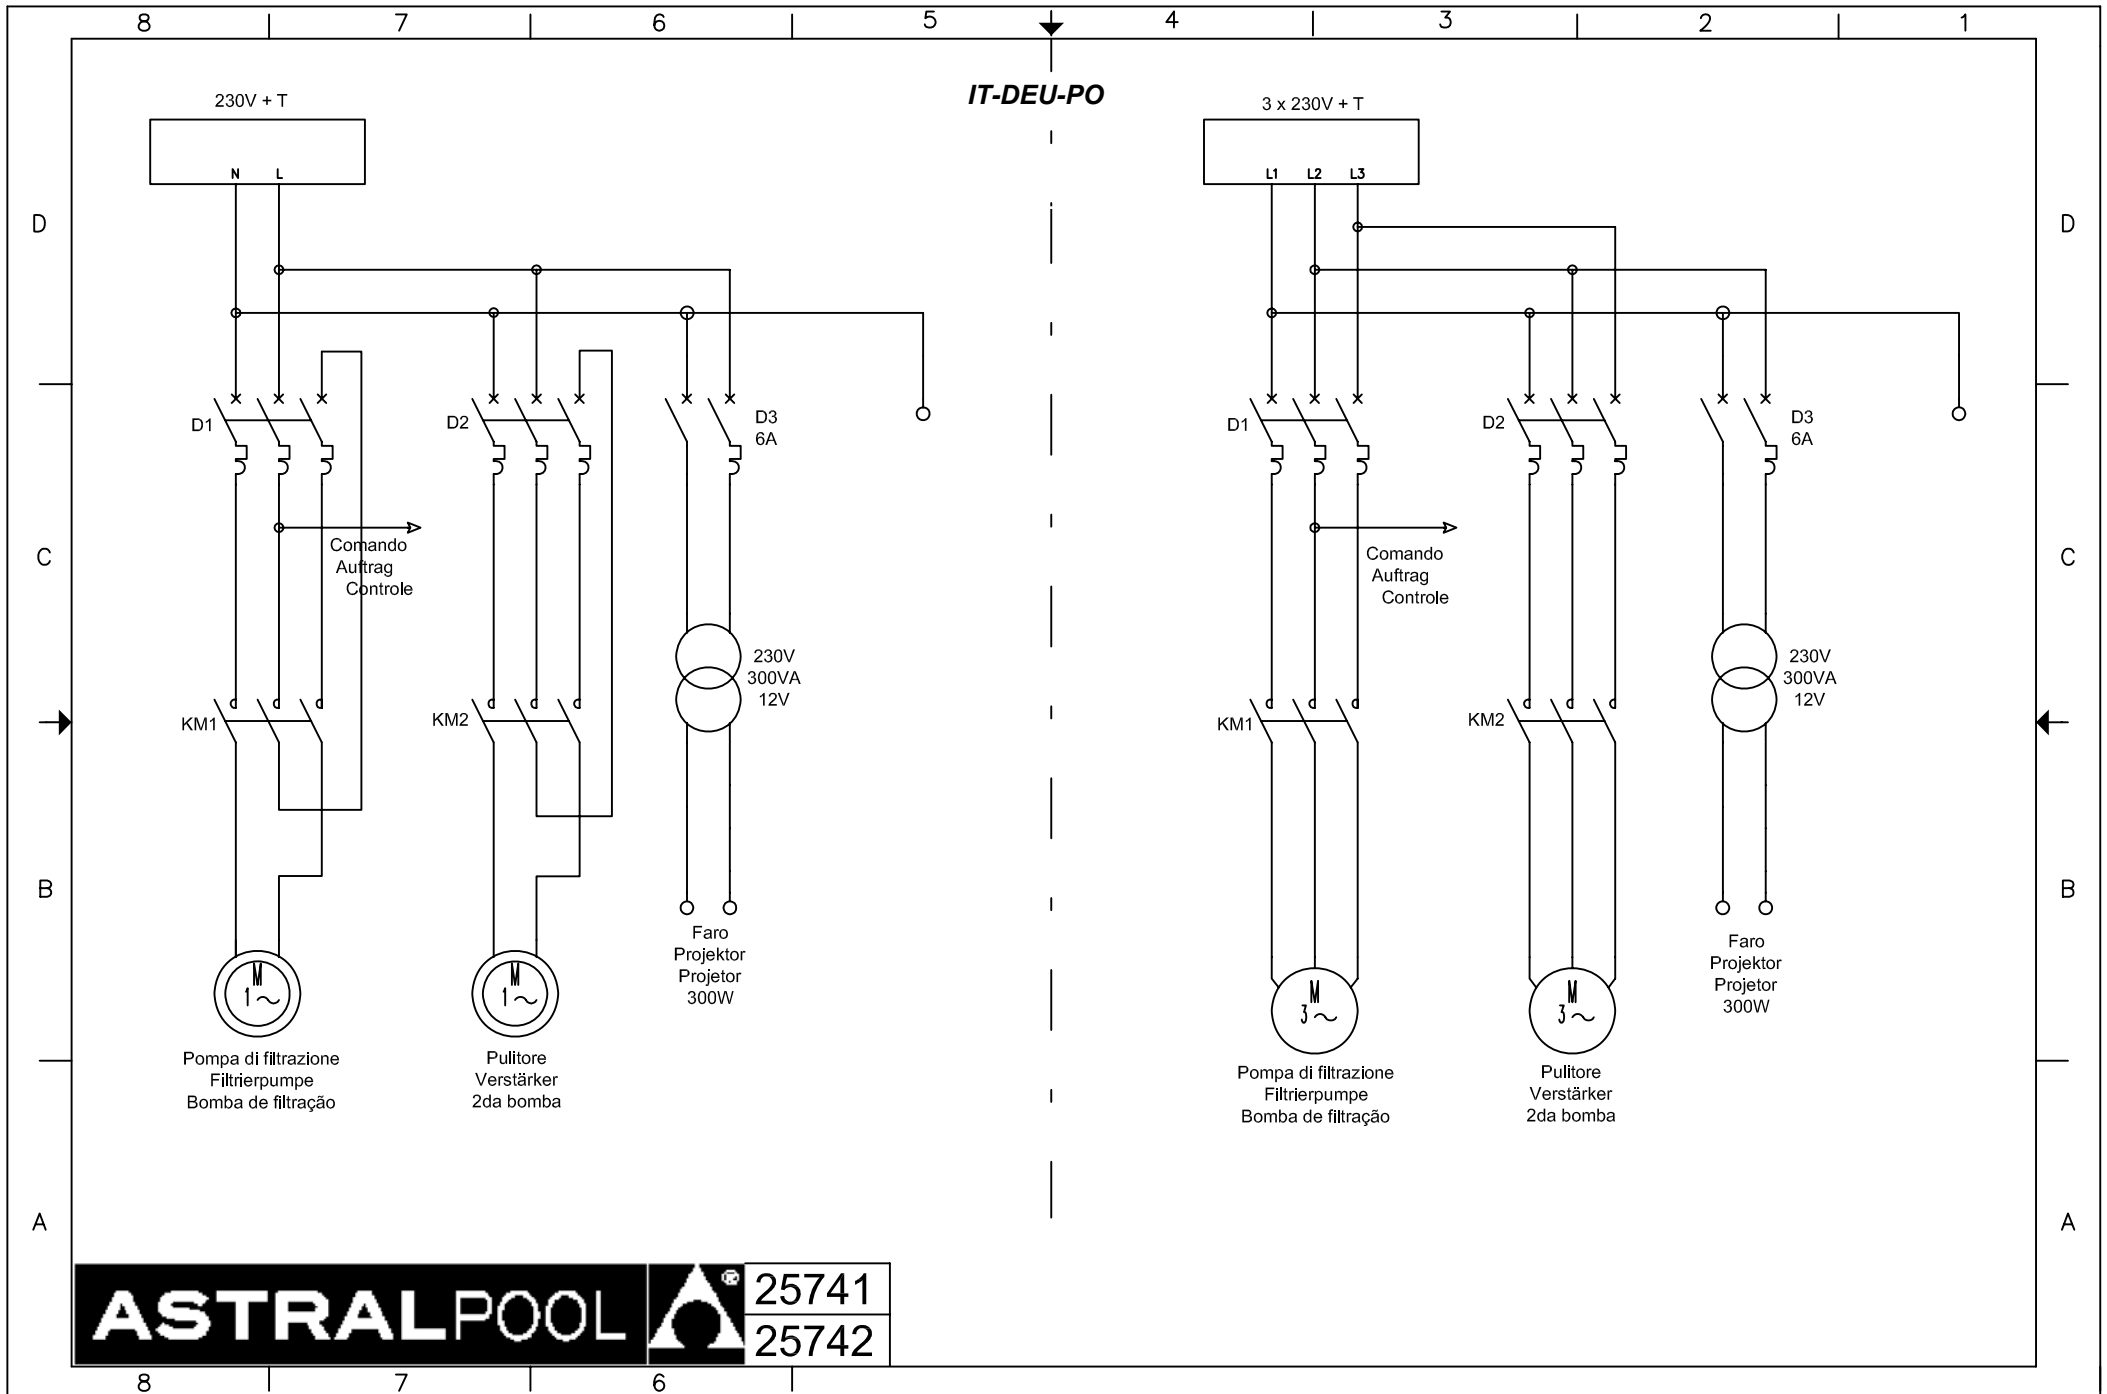 8 7 6 5 4 3 2 1
IT-DEU-PO
230V + T
N L
D
D1
D2
D3
6A
C
Comando
Auftrag
Controle
230V
300VA
12V
KM1
KM2
B
Faro
Projektor
Projetor
300W
M
1~
M
1~
Pompa di filtrazione
Filtrierpumpe
Bomba de filtração
Pulitore
Verstärker
2da bomba
A
3 x 230V + T
L1 L2 L3
D
D1
D2
D3
6A
C
Comando
Auftrag
Controle
230V
300VA
12V
KM1
KM2
B
Faro
Projektor
Projetor
300W
M
3~
M
3~
Pompa di filtrazione
Filtrierpumpe
Bomba de filtração
Pulitore
Verstärker
2da bomba
A
ASTRALPOOL ®
25741
25742
8 7 6